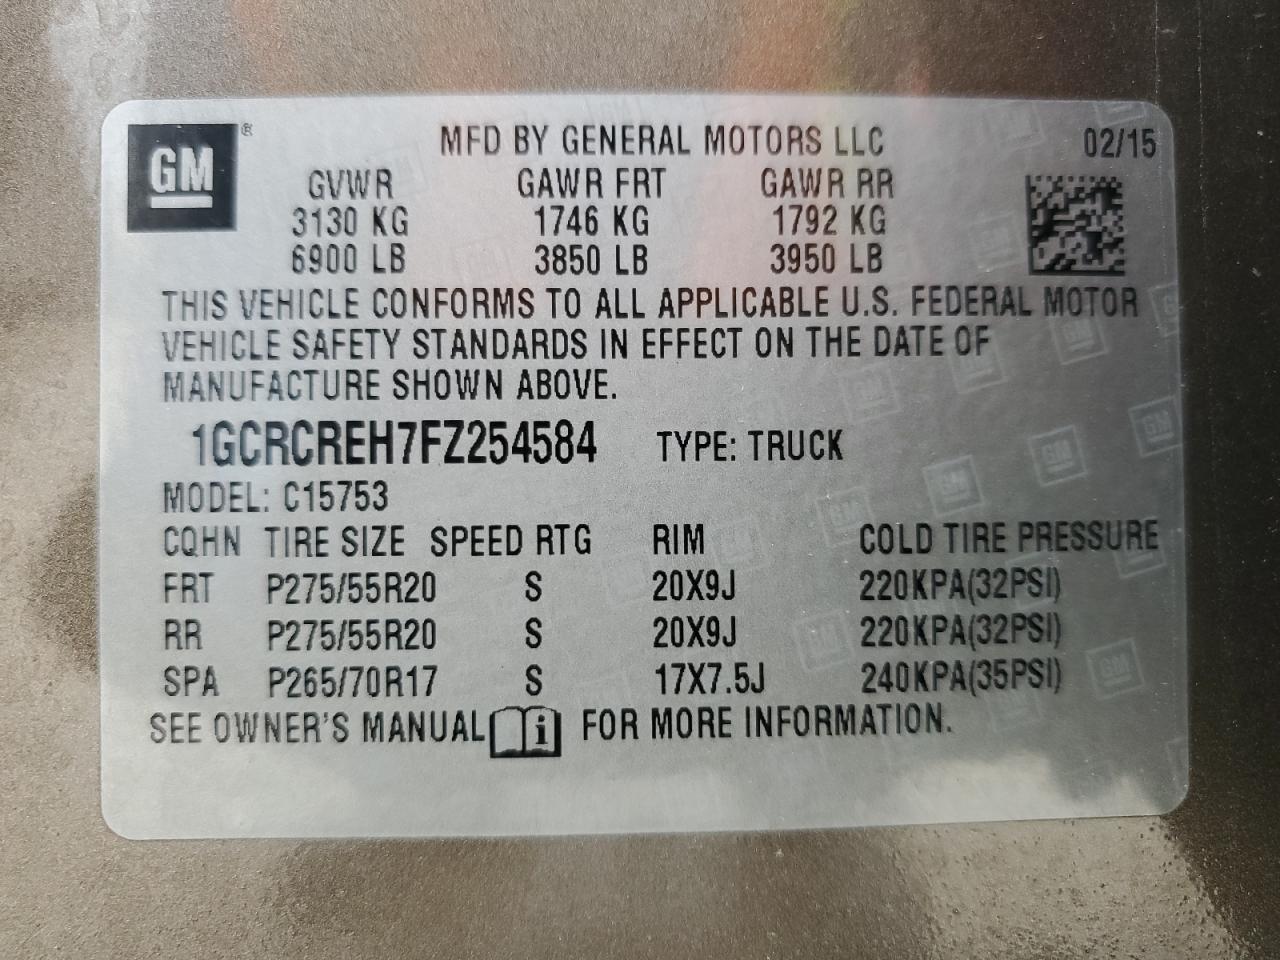 GM ® MFD BY GENERAL MOTORS LLC 02/15
GVWR GAWR FRT GAWR RR
3130 KG 1746 KG 1792 KG
6900 LB 3850 LB 3950 LB
THIS VEHICLE CONFORMS TO ALL APPLICABLE U.S. FEDERAL MOTOR
VEHICLE SAFETY STANDARDS IN EFFECT ON THE DATE OF
MANUFACTURE SHOWN ABOVE.
1GCRCREH7FZ254584 TYPE: TRUCK
MODEL: C15753
CQHN TIRE SIZE SPEED RTG RIM COLD TIRE PRESSURE
FRT P275/55R20 S 20X9J 220KPA(32PSI)
RR P275/55R20 S 20X9J 220KPA(32PSI)
SPA P265/70R17 S 17X7.5J 240KPA(35PSI)
SEE OWNER'S MANUAL i FOR MORE INFORMATION.